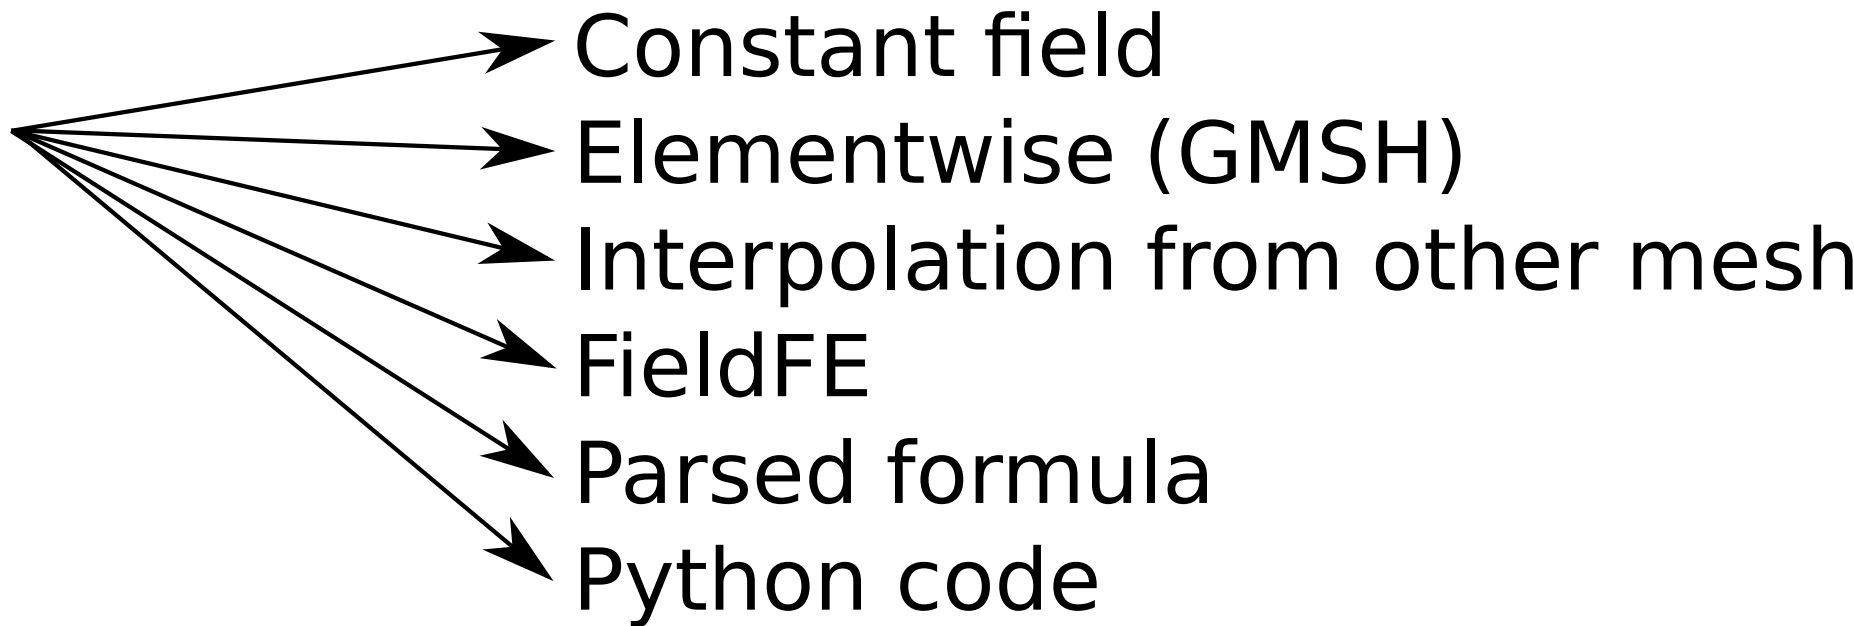 Constant field
Elementwise (GMSH)
Interpolation from other mesh
FieldFE
Parsed formula
Python code